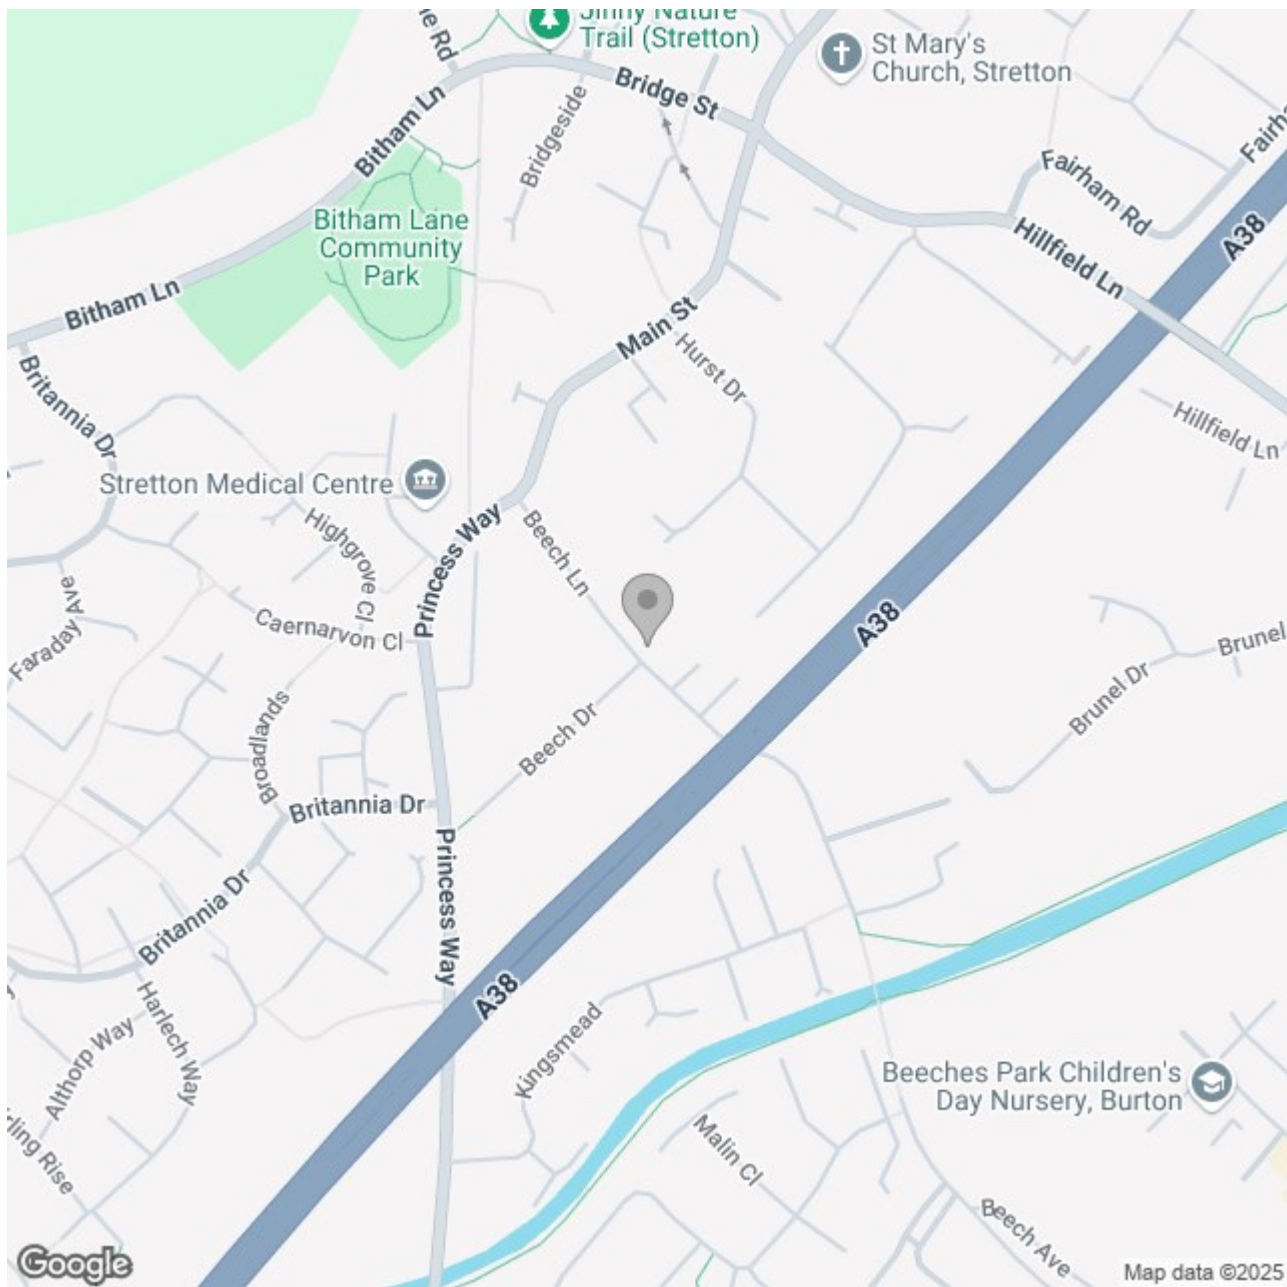 Jinny Nature
Trail (Stretton)
St Mary's
Church, Stretton
Bridge St
Bitham Ln
Bridgeside
Fairham Rd
A38
Bitham Lane
Community
Park
Hillfield Ln
Bitham Ln
Main St
Hurst Dr
Britannia Dr
Hillfield Ln
Stretton Medical Centre
Highgrove Cl
Princess Way
Beech Ln
Faraday Ave
Caernarvon Cl
A38
Brunel
Brunel Dr
Broadlands
Beech Dr
Britannia Dr
Princess Way
Britannia Dr
A38
Harlech Way
Althorp Way
Kingsmead
Beeches Park Children's
Day Nursery, Burton
Malin Cl
Rise
Beech Ave
Google
Map data ©2025